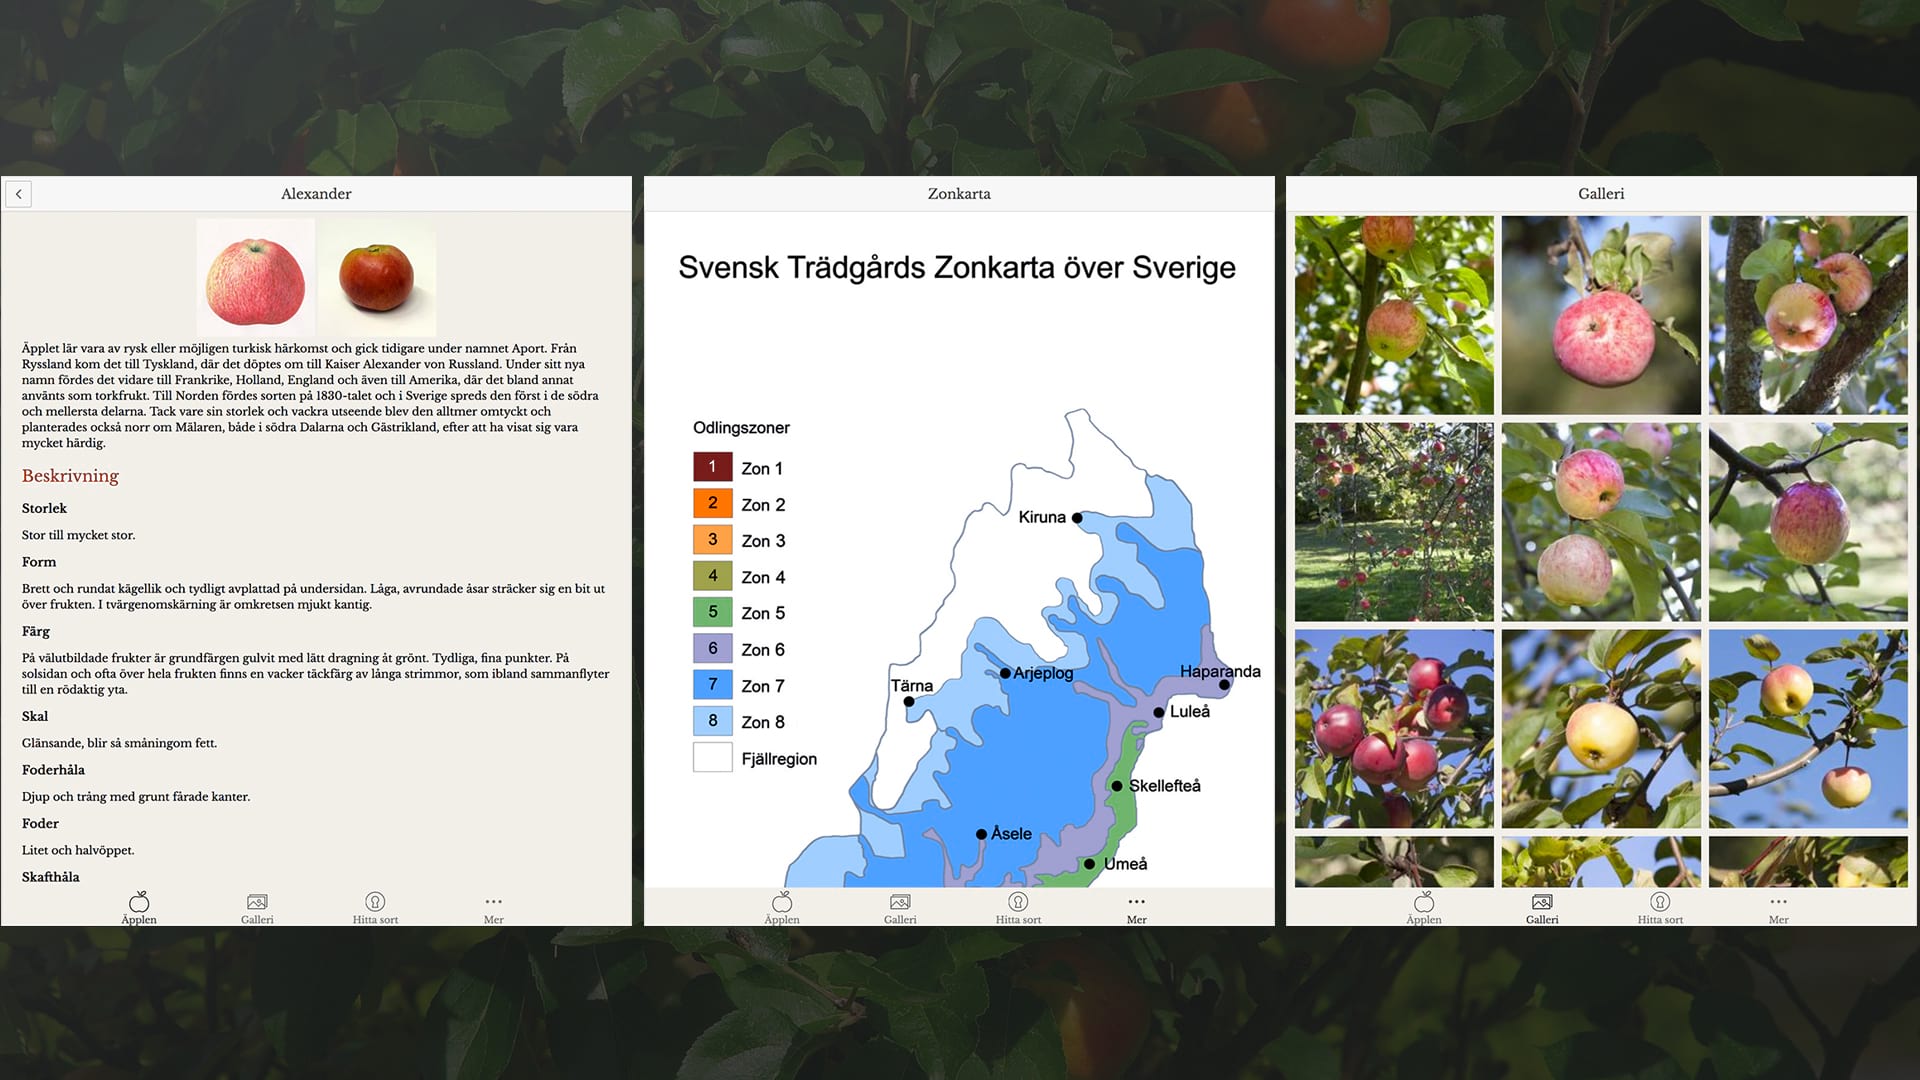 Alexander
Äpplet lär vara av rysk eller möjligen turkisk härkomst och gick tidigare under namnet Aport. Från
Ryssland kom det till Tyskland, där det döptes om till Kaiser Alexander von Russland. Under sitt nya
namn fördes det vidare till Frankrike, Holland, England och även till Amerika, där det bland annat
använts som torkfrukt. Till Norden fördes sorten på 1830-talet och i Sverige spreds den först i de södra
och mellersta delarna. Tack vare sin storlek och vackra utseende blev den alltmer omtyckt och
planterades också norr om Mälaren, både i södra Dalarna och Gästrikland, efter att ha visat sig vara
mycket härdig.
Beskrivning
Storlek
Stor till mycket stor.
Form
Brett och rundat kägellik och tydligt avplattad på undersidan. Låga, avrundade åsar sträcker sig en bit ut
över frukten. I tvärgenomskärning är omkretsen mjukt kantig.
Färg
På välutbildade frukter är grundfärgen gulvit med lätt dragning åt grönt. Tydliga, fina punkter. På
solsidan och ofta över hela frukten finns en vacker täckfärg av långa strimmor, som ibland sammanflyter
till en rödaktig yta.
Skal
Glänsande, blir så småningom fett.
Foderhåla
Djup och trång med grunt fårade kanter.
Foder
Litet och halvöppet.
Skafthåla
Äpplen
Galleri
Hitta sort
Mer
Zonkarta
Svensk Trädgårds Zonkarta över Sverige
Odlingszoner
1 Zon 1
2 Zon 2
3 Zon 3
4 Zon 4
5 Zon 5
6 Zon 6
7 Zon 7
8 Zon 8
Fjällregion
Kiruna
Arjeplog
Haparanda
Tärna
Luleå
Skellefteå
Åsele
Umeå
Äpplen
Galleri
Hitta sort
Mer
Galleri
Äpplen
Galleri
Hitta sort
Mer